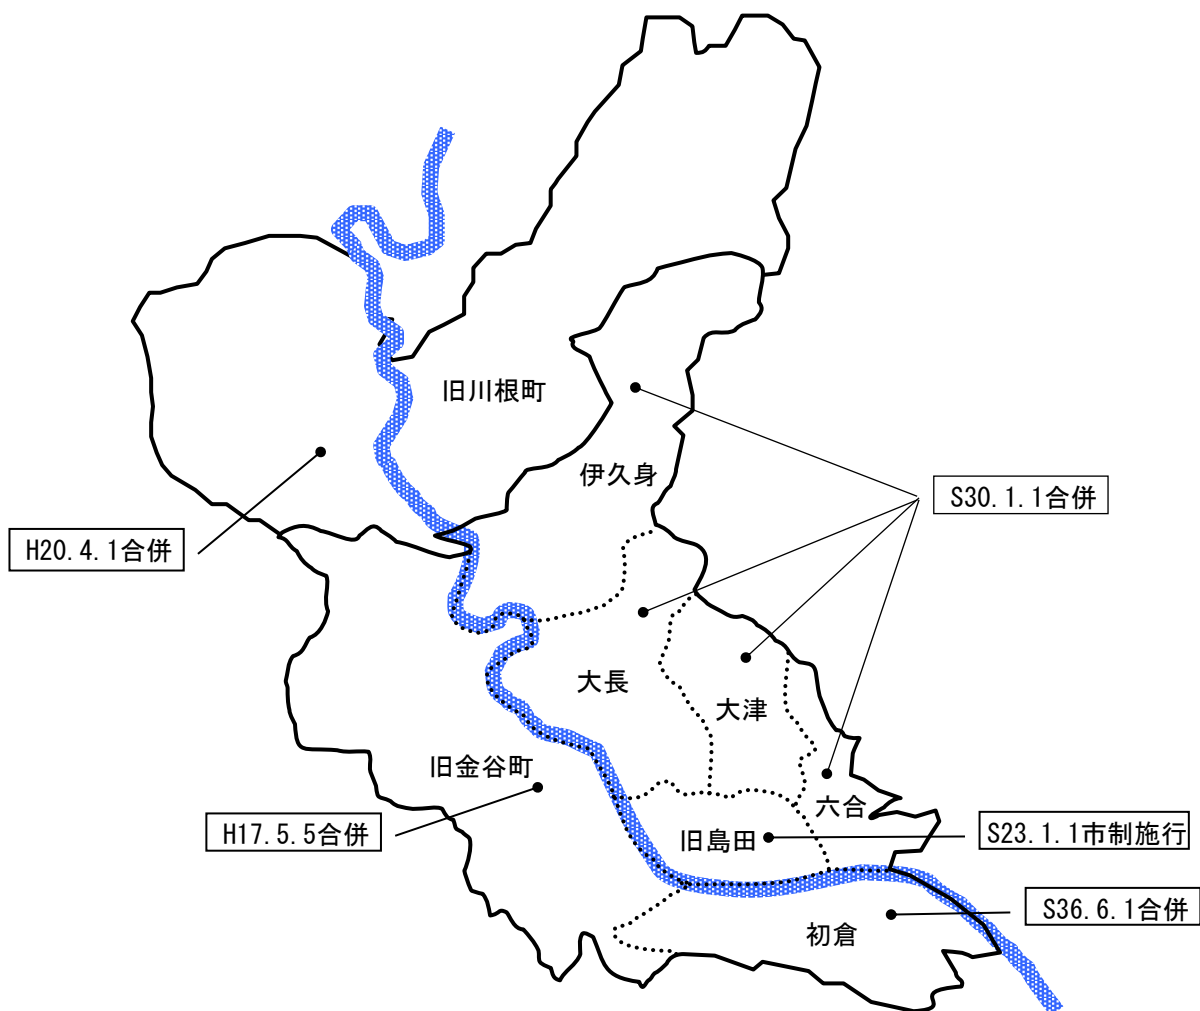 旧川根町
伊久身
S30.1.1合併
H20.4.1合併
大長
大津
旧金谷町
六合
H17.5.5合併
旧島田
S23.1.1市制施行
S36.6.1合併
初倉